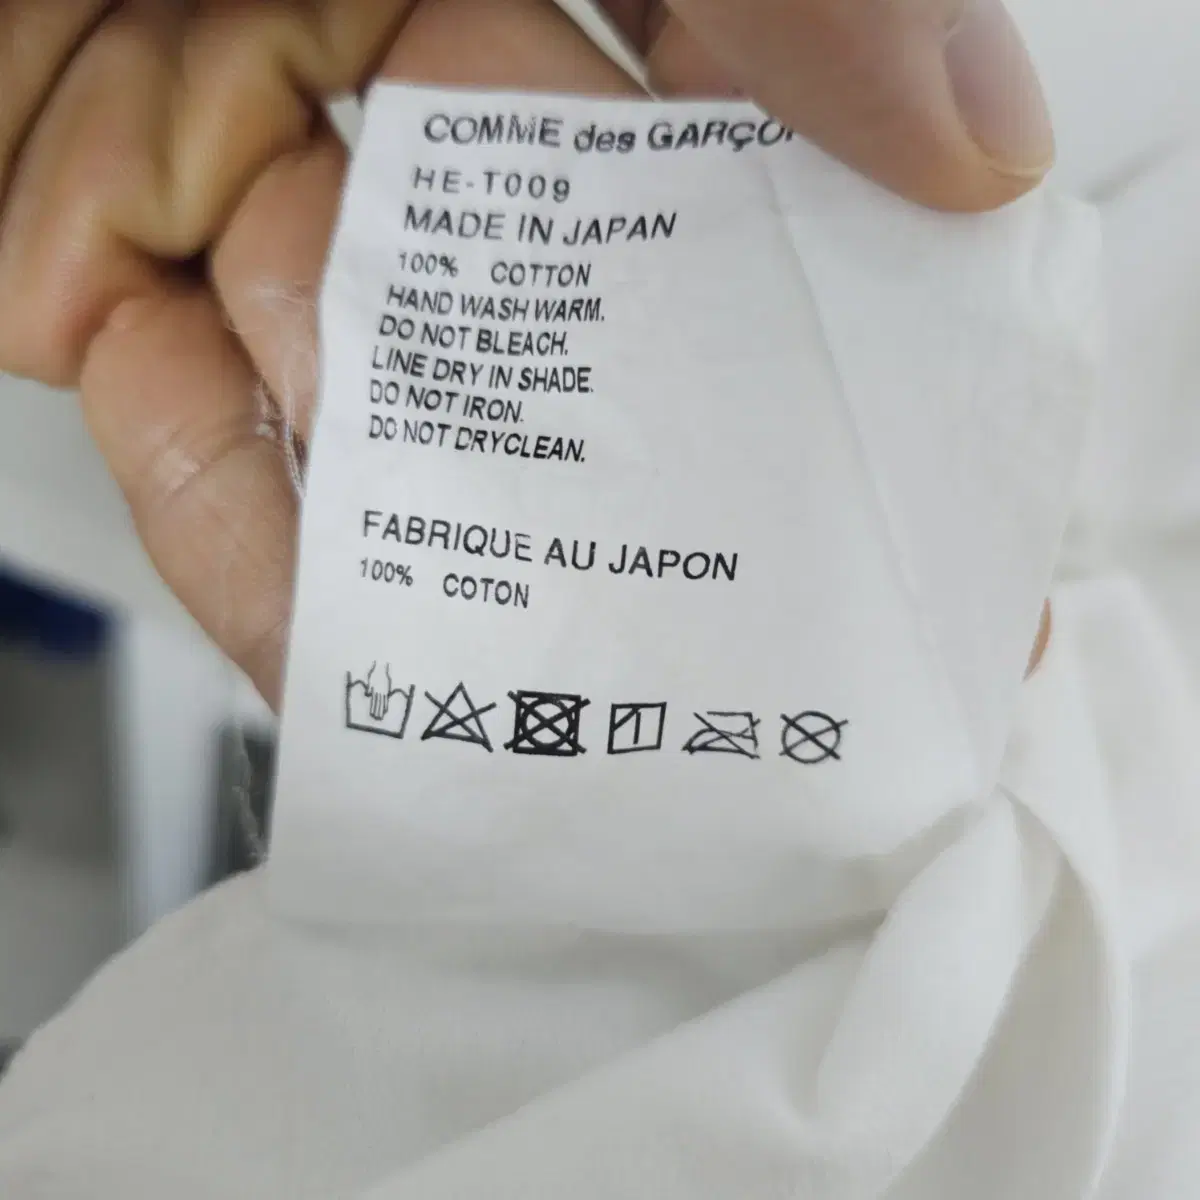 COMME des GARÇO
HE-T009
MADE IN JAPAN
100% COTTON
HAND WASH WARM.
DO NOT BLEACH.
LINE DRY IN SHADE.
DO NOT IRON.
DO NOT DRYCLEAN.
FABRIQUE AU JAPON
100% COTON